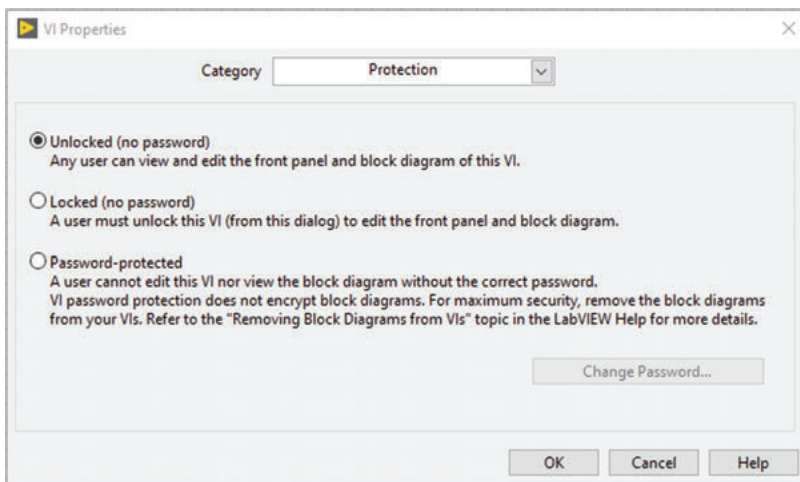 VI Properties
Category Protection
Unlocked (no password)
Any user can view and edit the front panel and block diagram of this VI.
Locked (no password)
A user must unlock this VI (from this dialog) to edit the front panel and block diagram.
Password-protected
A user cannot edit this VI nor view the block diagram without the correct password.
VI password protection does not encrypt block diagrams. For maximum security, remove the block diagrams
from your VIs. Refer to the "Removing Block Diagrams from VIs" topic in the LabVIEW Help for more details.
Change Password...
OK Cancel Help